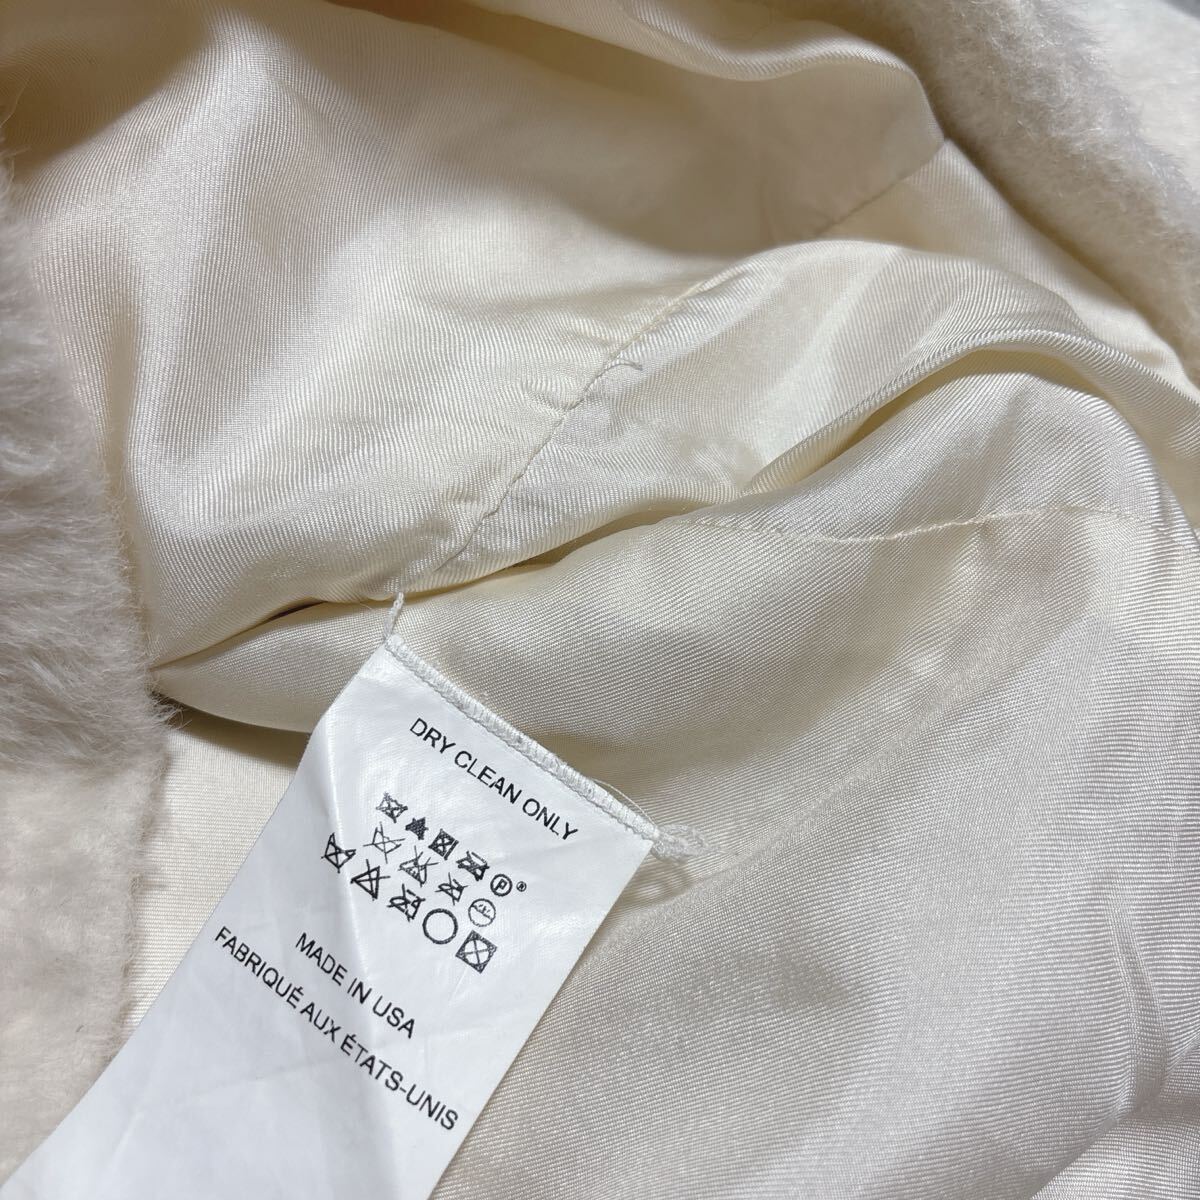 DRY CLEAN ONLY
P ®
MADE IN USA
FABRIQUÉ AUX ÉTATS-UNIS